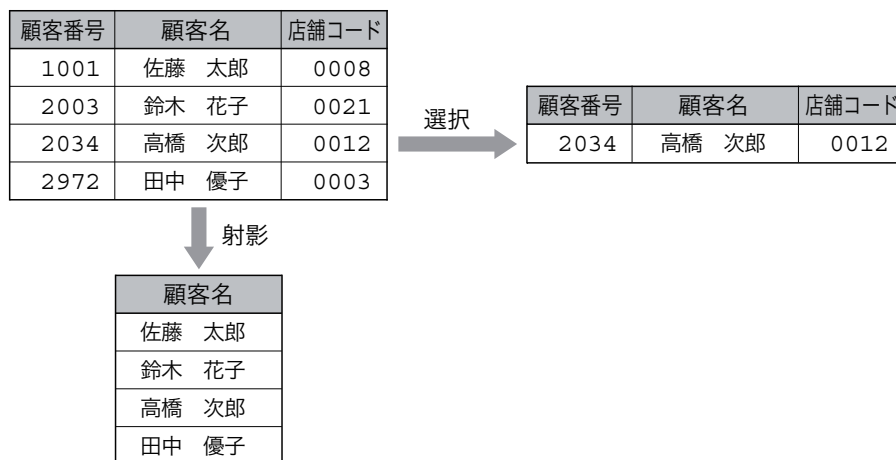 顧客番号 顧客名 店舗コード
1001 佐藤 太郎 0008
2003 鈴木 花子 0021
2034 高橋 次郎 0012
2972 田中 優子 0003
選択
顧客番号 顧客名 店舗コード
2034 高橋 次郎 0012
射影
顧客名
佐藤 太郎
鈴木 花子
高橋 次郎
田中 優子